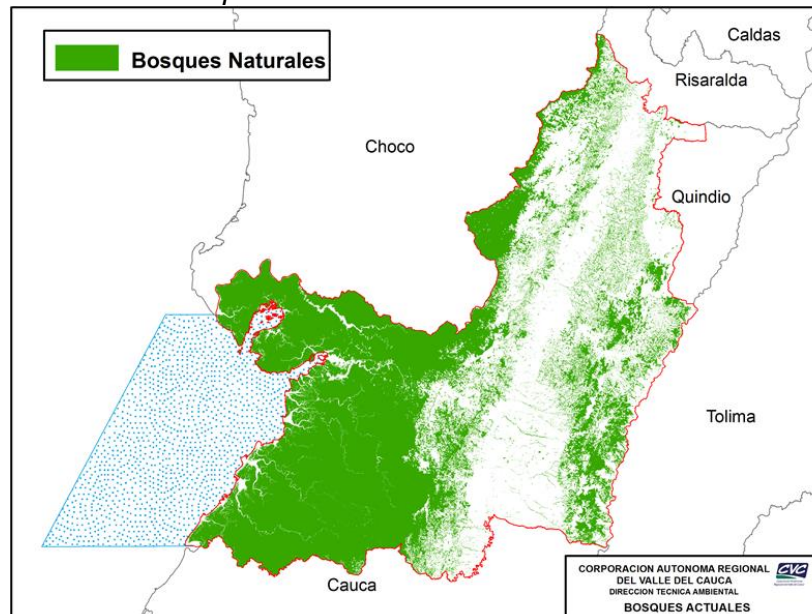 Bosques Naturales
Caldas
Risaralda
Choco
Quindio
Tolima
Cauca
CORPORACION AUTONOMA REGIONAL
DEL VALLE DEL CAUCA
DIRECCION TECNICA AMBIENTAL
CVC
BOSQUES ACTUALES